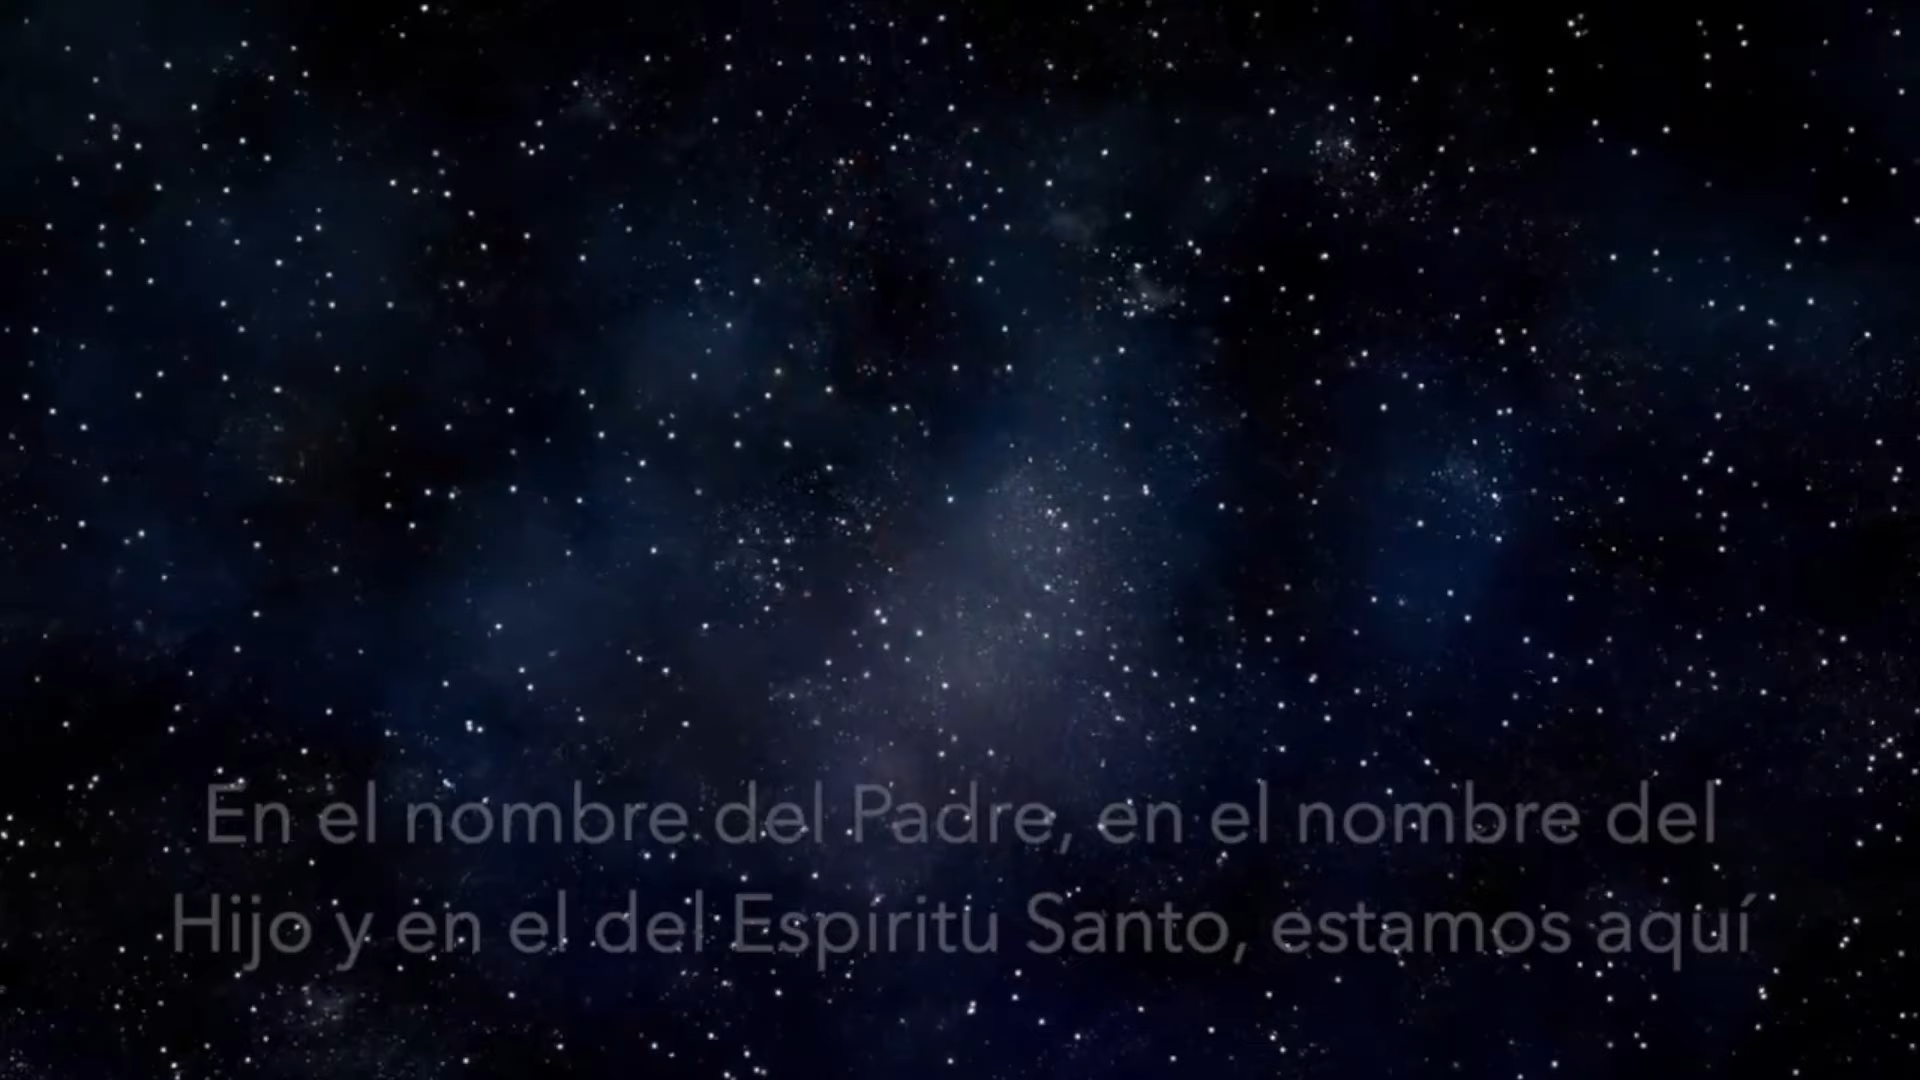 En el nombre del Padre, en el nombre del
Hijo y en el del Espíritu Santo, estamos aquí